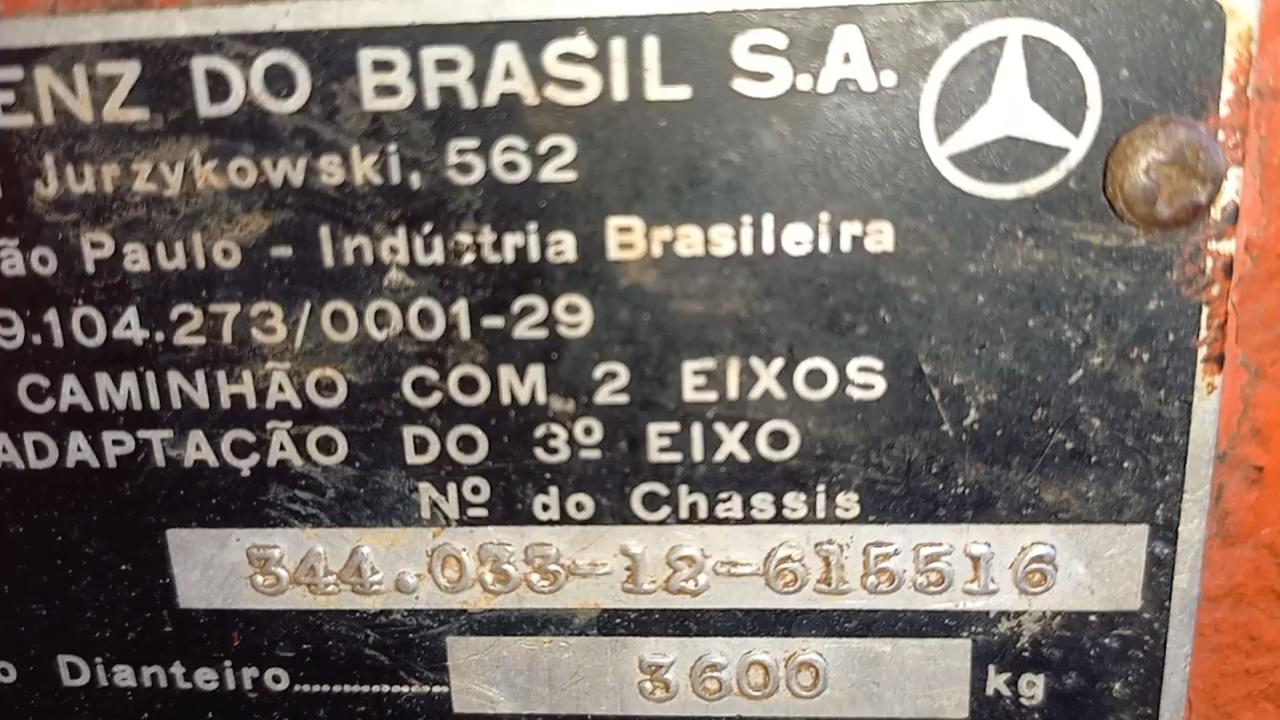 ENZ DO BRASIL S.A.
Jurzykowski, 562
ão Paulo - Indústria Brasileira
9.104.273/0001-29
CAMINHÃO COM 2 EIXOS
ADAPTAÇÃO DO 3º EIXO
Nº do Chassis
344.033-12-615516
o Dianteiro........................ 3600 kg